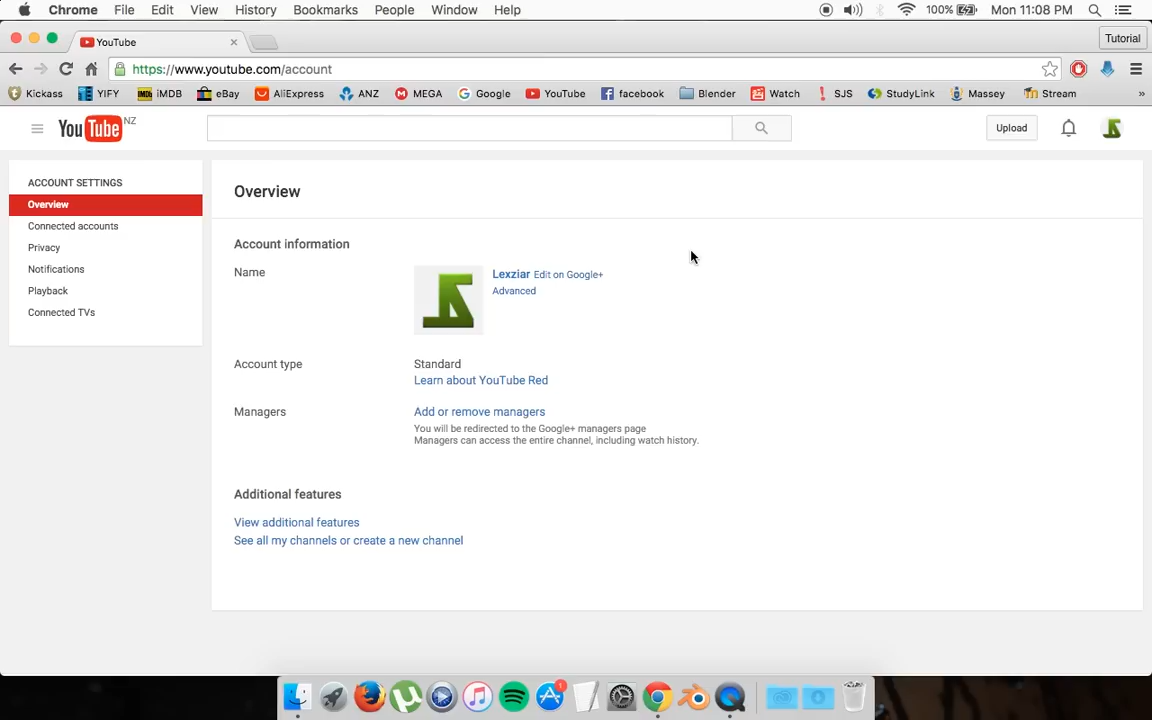 Chrome File Edit View History Bookmarks People Window Help 100% Mon 11:08 PM
YouTube Tutorial
https://www.youtube.com/account
Kickass YIFY iMDB eBay AliExpress ANZ MEGA Google YouTube facebook Blender Watch SJS StudyLink Massey Stream »
YouTube NZ Upload
ACCOUNT SETTINGS
Overview
Connected accounts
Privacy
Notifications
Playback
Connected TVs
Overview
Account information
Name
Lexziar Edit on Google+
Advanced
Account type Standard
Learn about YouTube Red
Managers Add or remove managers
You will be redirected to the Google+ managers page
Managers can access the entire channel, including watch history.
Additional features
View additional features
See all my channels or create a new channel